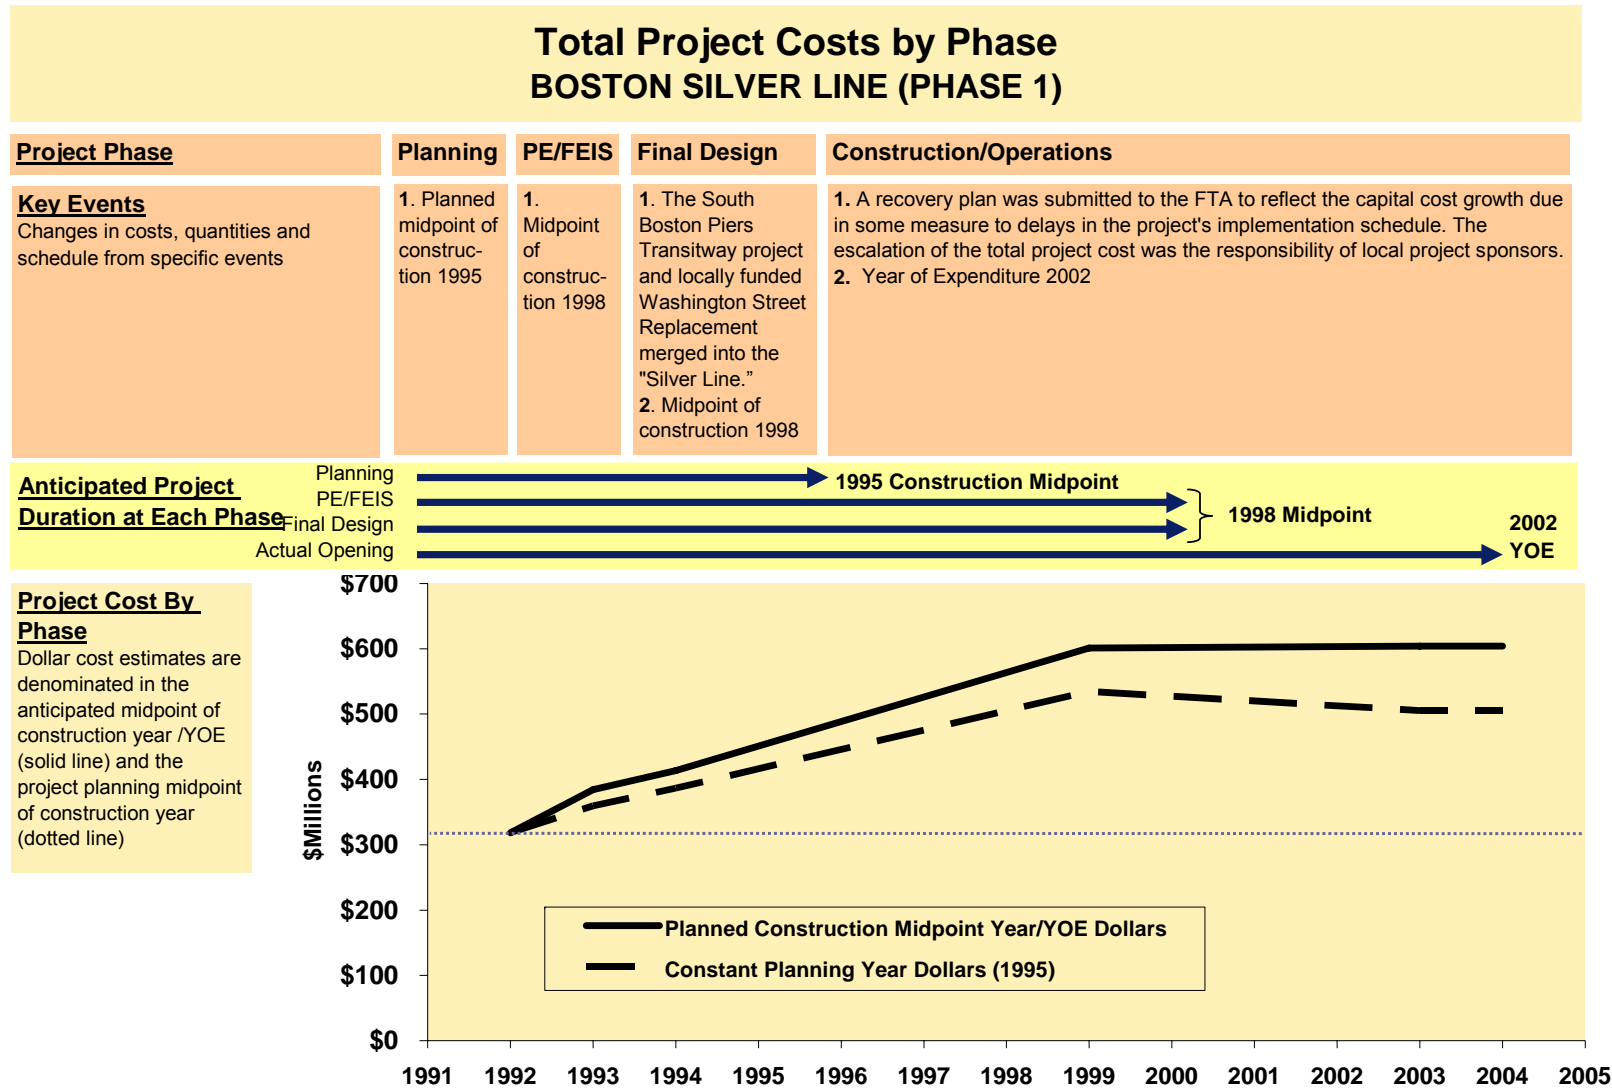 Total Project Costs by Phase
BOSTON SILVER LINE (PHASE 1)
Project Phase
Planning
PE/FEIS
Final Design
Construction/Operations
Key Events
Changes in costs, quantities and
schedule from specific events
1. Planned
midpoint of
construc-
tion 1995
1.
Midpoint
of
construc-
tion 1998
1. The South
Boston Piers
Transitway project
and locally funded
Washington Street
Replacement
merged into the
"Silver Line.”
2. Midpoint of
construction 1998
1. A recovery plan was submitted to the FTA to reflect the capital cost growth due
in some measure to delays in the project's implementation schedule. The
escalation of the total project cost was the responsibility of local project sponsors.
2. Year of Expenditure 2002
Anticipated Project
Duration at Each Phase
Planning
PE/FEIS
Final Design
Actual Opening
1995 Construction Midpoint
1998 Midpoint
2002
YOE
Project Cost By
Phase
Dollar cost estimates are
denominated in the
anticipated midpoint of
construction year /YOE
(solid line) and the
project planning midpoint
of construction year
(dotted line)
$Millions
$700
$600
$500
$400
$300
$200
$100
$0
Planned Construction Midpoint Year/YOE Dollars
Constant Planning Year Dollars (1995)
1991 1992 1993 1994 1995 1996 1997 1998 1999 2000 2001 2002 2003 2004 2005